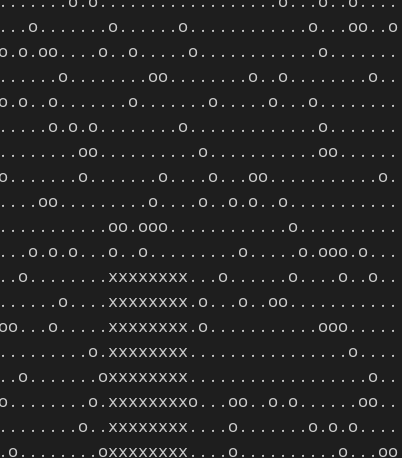 .......o.o..................o...o..o....
...o.......o......o............o...oo..o
o.o.oo....o..o.....o............o.......
......o........oo........o..o........o..
o.o..o.......o.......o.....o...o........
.....o.o.o........o.............o.......
........oo..........o...........oo......
o.......o.......o....o...oo...........o.
....oo.........o....o..o.o..o...........
...........oo.ooo............o..........
...o.o.o...o..o.........o.....o.ooo.o...
..o........xxxxxxxx...o......o....o..o..
......o....xxxxxxxx.o...o..oo...........
oo...o.....xxxxxxxx.o...........ooo.....
.........o.xxxxxxxx................o....
..o.......oxxxxxxxx..................o..
o........o.xxxxxxxxo...oo..o.o......oo..
........o..xxxxxxxx....o.......o.o.o....
.o........oxxxxxxxx....o..........o...oo